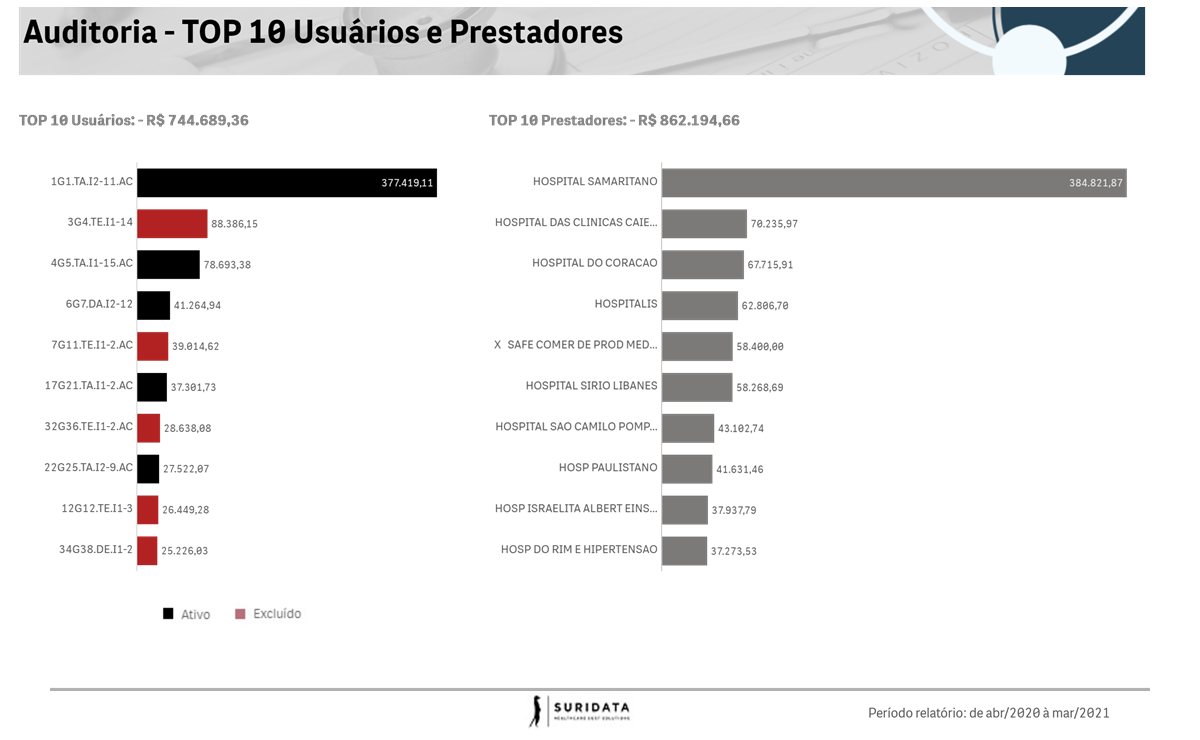 Auditoria - TOP 10 Usuários e Prestadores
TOP 10 Usuários: - R$ 744.689,36
1G1.TA.I2-11.AC 377.419,11
3G4.TE.I1-14 88.386,15
4G5.TA.I1-15.AC 78.693,38
6G7.DA.I2-12 41.264,94
7G11.TE.I1-2.AC 39.014,62
17G21.TA.I1-2.AC 37.301,73
32G36.TE.I1-2.AC 28.638,08
22G25.TA.I2-9.AC 27.522,07
12G12.TE.I1-3 26.449,28
34G38.DE.I1-2 25.226,03
Ativo Excluído
TOP 10 Prestadores: - R$ 862.194,66
HOSPITAL SAMARITANO 384.821,87
HOSPITAL DAS CLINICAS CAIE... 70.235,97
HOSPITAL DO CORACAO 67.715,91
HOSPITALIS 62.806,70
X SAFE COMER DE PROD MED... 58.400,00
HOSPITAL SIRIO LIBANES 58.268,69
HOSPITAL SAO CAMILO POMP... 43.102,74
HOSP PAULISTANO 41.631,46
HOSP ISRAELITA ALBERT EINS... 37.937,79
HOSP DO RIM E HIPERTENSAO 37.273,53
SURIDATA
HEALTHCARE COST SOLUTIONS
Período relatório: de abr/2020 à mar/2021